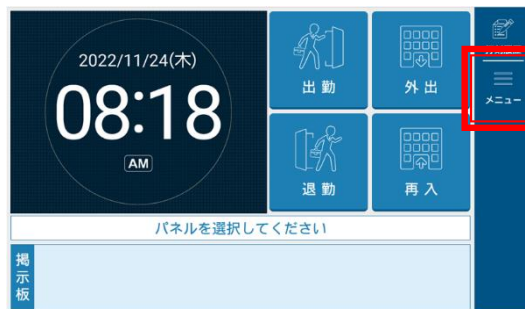 2022/11/24(木)
08:18
AM
出勤
外出
退勤
再入
メニュー
パネルを選択してください
掲示板